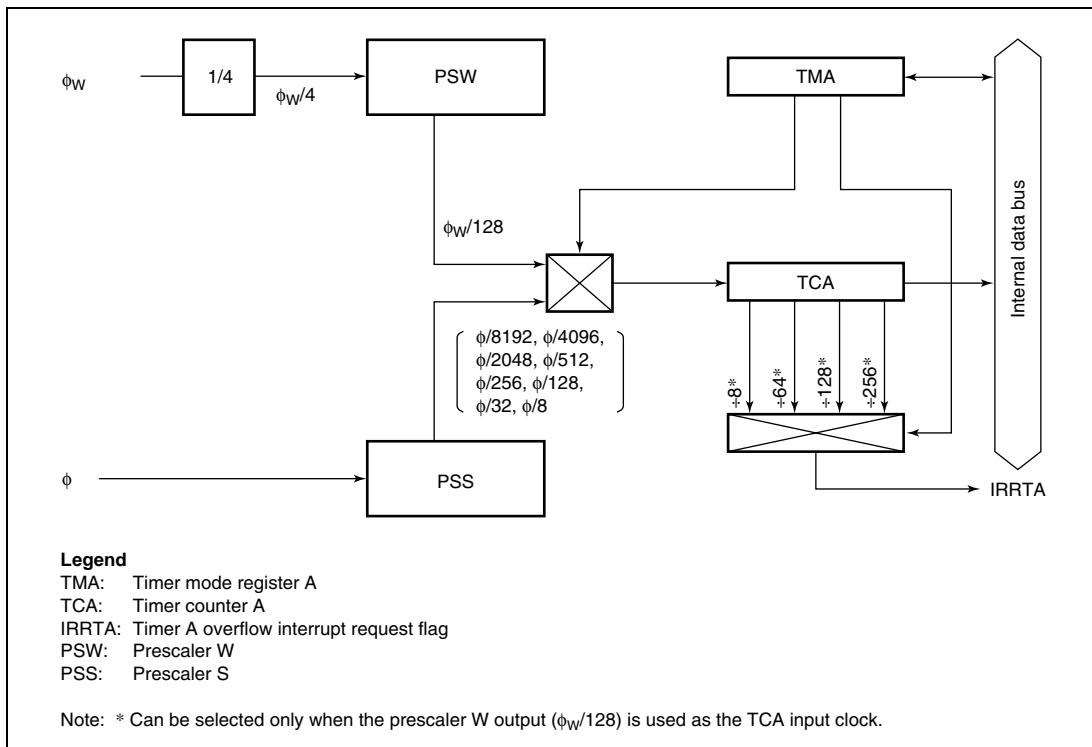 ϕW
1/4
ϕW/4
PSW
TMA
ϕW/128
TCA
Internal data bus
ϕ/8192, ϕ/4096,
ϕ/2048, ϕ/512,
ϕ/256, ϕ/128,
ϕ/32, ϕ/8
÷8*
÷64*
÷128*
÷256*
ϕ
PSS
IRRTA
Legend
TMA: Timer mode register A
TCA: Timer counter A
IRRTA: Timer A overflow interrupt request flag
PSW: Prescaler W
PSS: Prescaler S
Note: * Can be selected only when the prescaler W output (ϕW/128) is used as the TCA input clock.